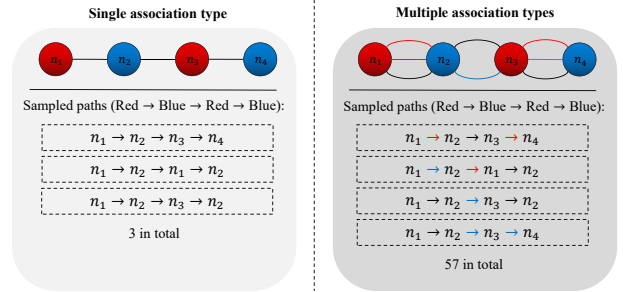 Single association type
n₁ n₂ n₃ n₄
Sampled paths (Red → Blue → Red → Blue):
n₁ → n₂ → n₃ → n₄
n₁ → n₂ → n₁ → n₂
n₁ → n₂ → n₃ → n₂
3 in total
Multiple association types
n₁ n₂ n₃ n₄
Sampled paths (Red → Blue → Red → Blue):
n₁ → n₂ → n₃ → n₄
n₁ → n₂ → n₁ → n₂
n₁ → n₂ → n₃ → n₂
n₁ → n₂ → n₃ → n₄
57 in total